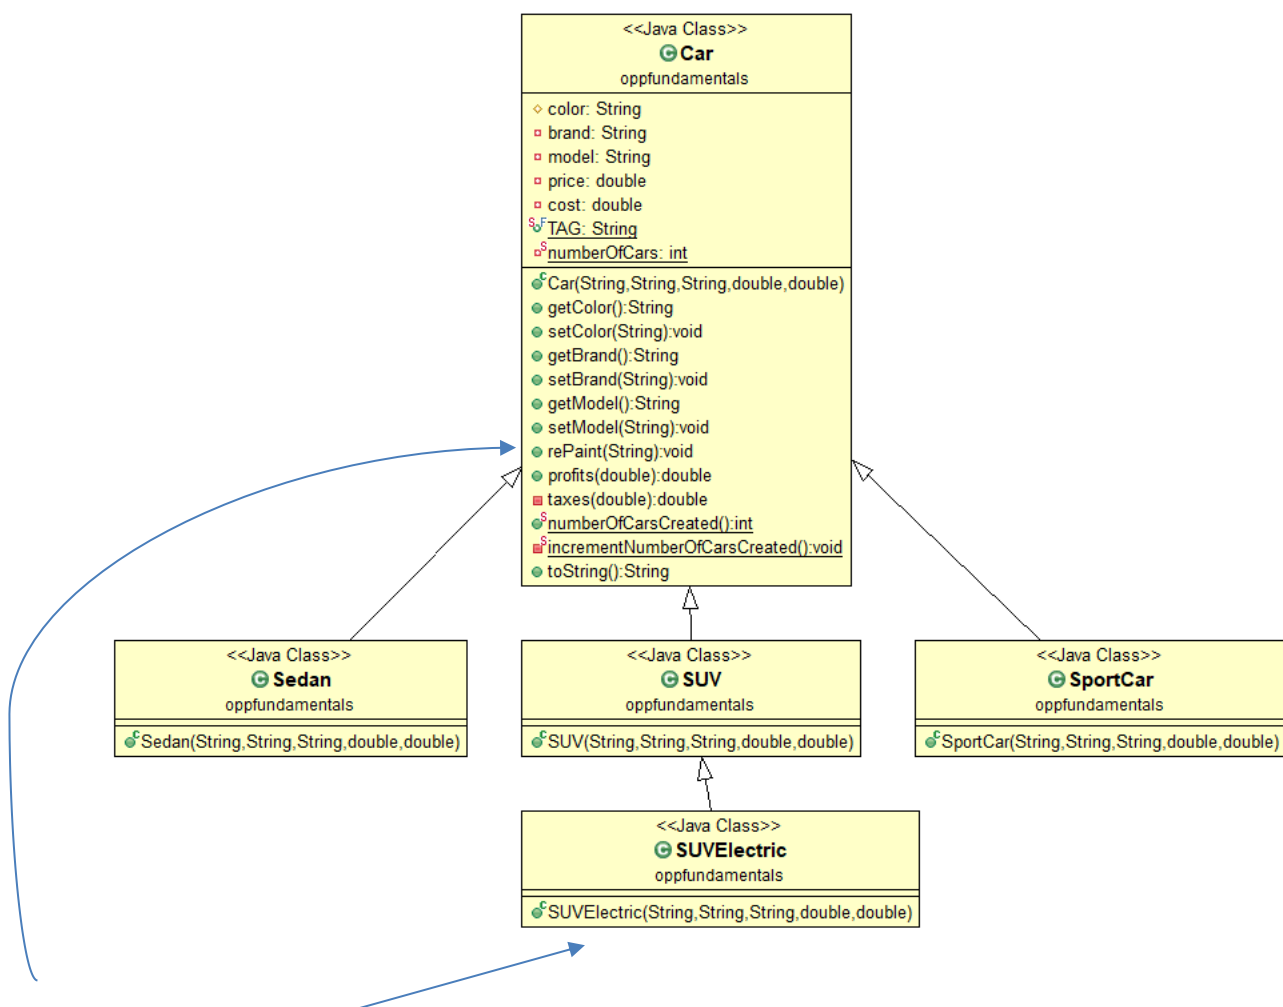 <<Java Class>>
Car
oppfundamentals
color: String
brand: String
model: String
price: double
cost: double
TAG: String
numberOfCars: int
Car(String,String,String,double,double)
getColor():String
setColor(String):void
getBrand():String
setBrand(String):void
getModel():String
setModel(String):void
rePaint(String):void
profits(double):double
taxes(double):double
numberOfCarsCreated():int
incrementNumberOfCarsCreated():void
toString():String
<<Java Class>>
Sedan
oppfundamentals
Sedan(String,String,String,double,double)
<<Java Class>>
SUV
oppfundamentals
SUV(String,String,String,double,double)
<<Java Class>>
SportCar
oppfundamentals
SportCar(String,String,String,double,double)
<<Java Class>>
SUVElectric
oppfundamentals
SUVElectric(String,String,String,double,double)